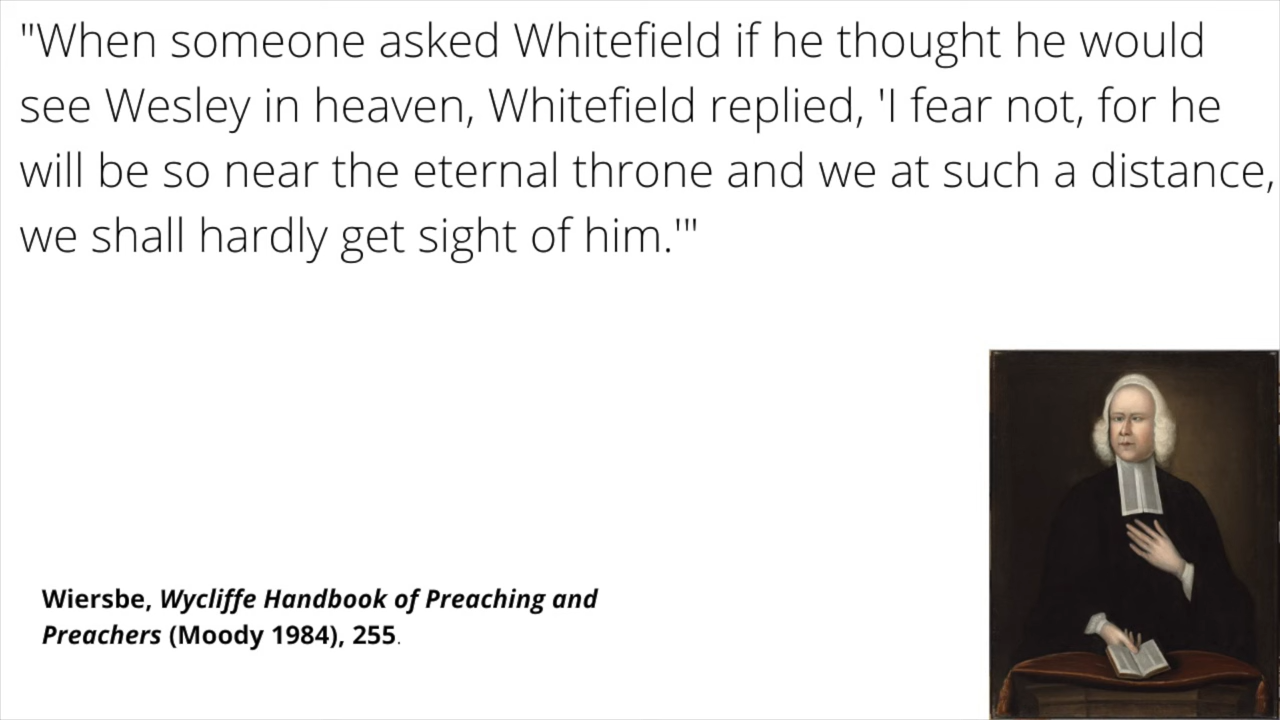 "When someone asked Whitefield if he thought he would
see Wesley in heaven, Whitefield replied, 'I fear not, for he
will be so near the eternal throne and we at such a distance,
we shall hardly get sight of him.'"
Wiersbe, Wycliffe Handbook of Preaching and
Preachers (Moody 1984), 255.